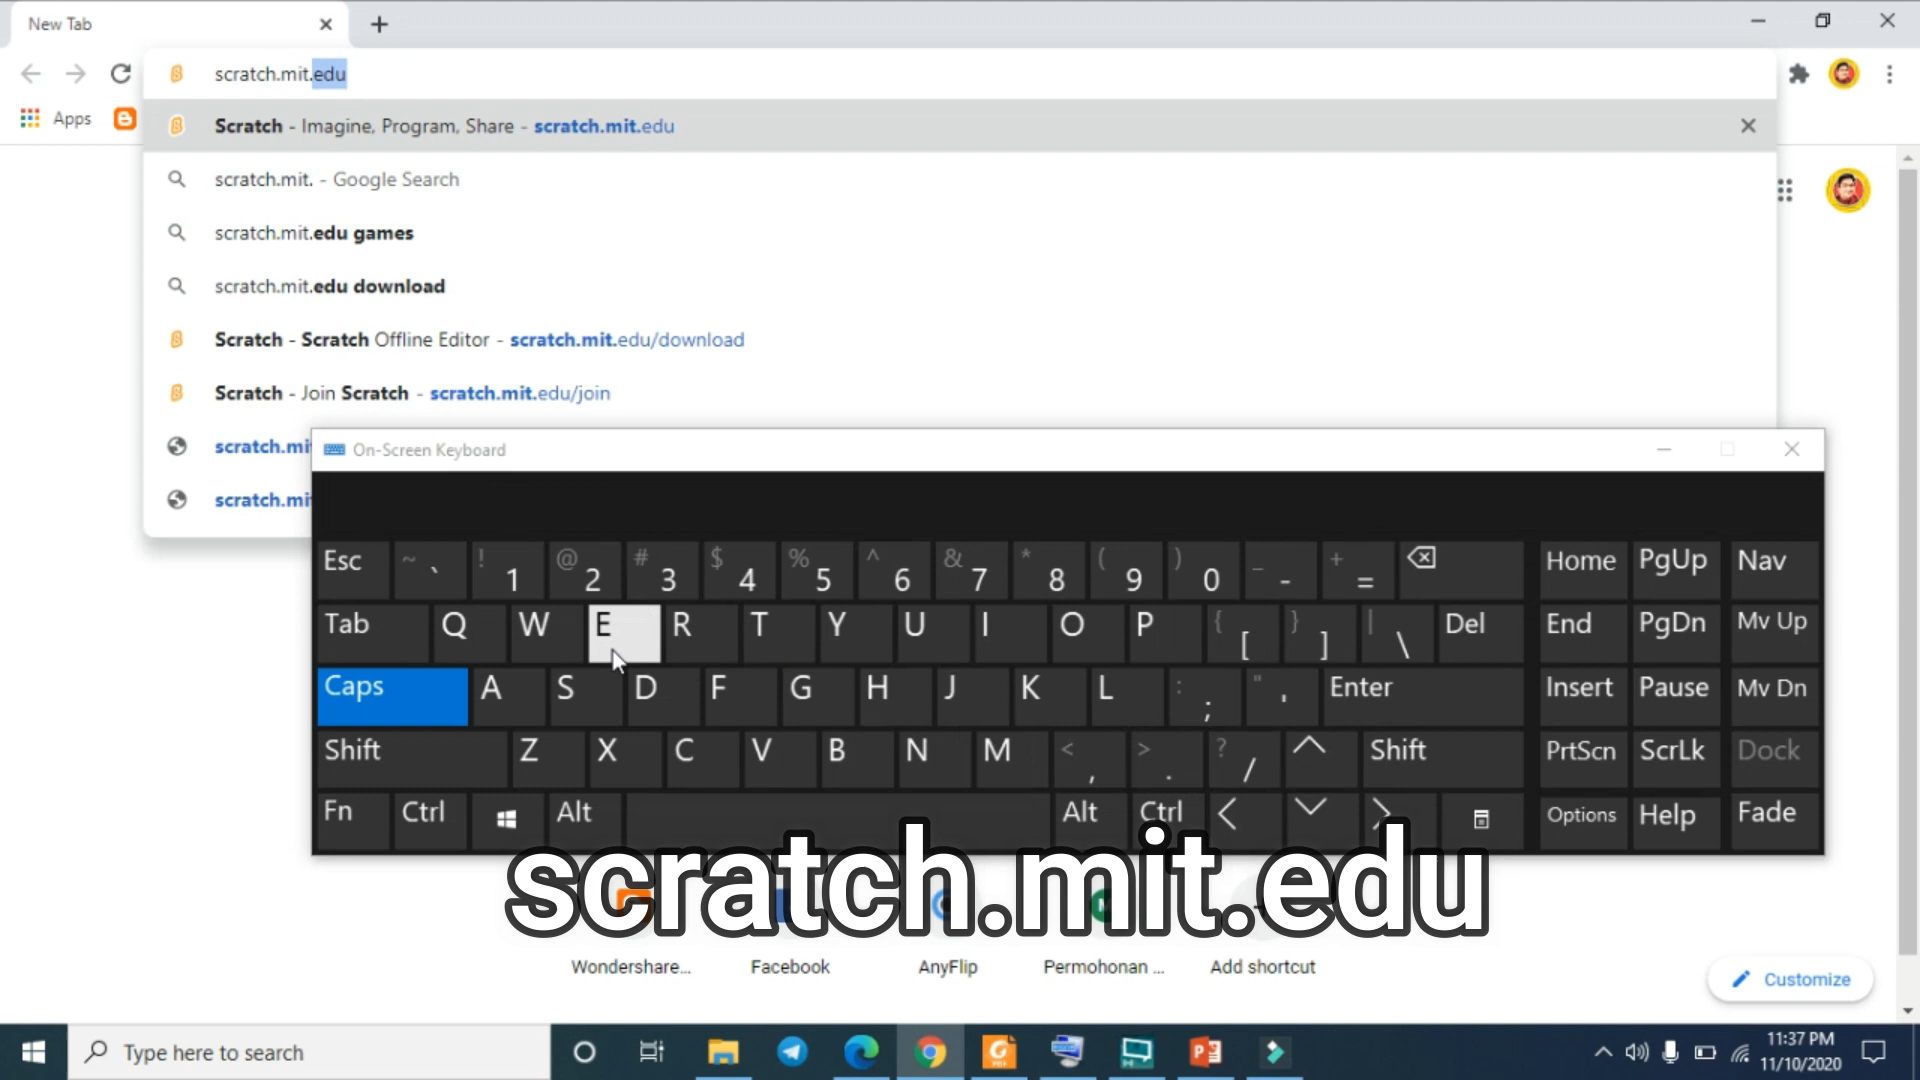 New Tab
scratch.mit.edu
Apps
Scratch - Imagine, Program, Share - scratch.mit.edu
scratch.mit. - Google Search
scratch.mit.edu games
scratch.mit.edu download
Scratch - Scratch Offline Editor - scratch.mit.edu/download
Scratch - Join Scratch - scratch.mit.edu/join
scratch.mi
scratch.mi
On-Screen Keyboard
Esc ~ ` ! 1 @ 2 # 3 $ 4 % 5 ^ 6 & 7 * 8 ( 9 ) 0 _ - + = Home PgUp Nav
Tab Q W E R T Y U I O P { [ } ] | \ Del End PgDn Mv Up
Caps A S D F G H J K L : ; " ' Enter Insert Pause Mv Dn
Shift Z X C V B N M < , > . ? / Shift PrtScn ScrLk Dock
Fn Ctrl Alt Alt Ctrl Options Help Fade
scratch.mit.edu
Wondershare... Facebook AnyFlip Permohonan ... Add shortcut
Customize
Type here to search
11:37 PM
11/10/2020